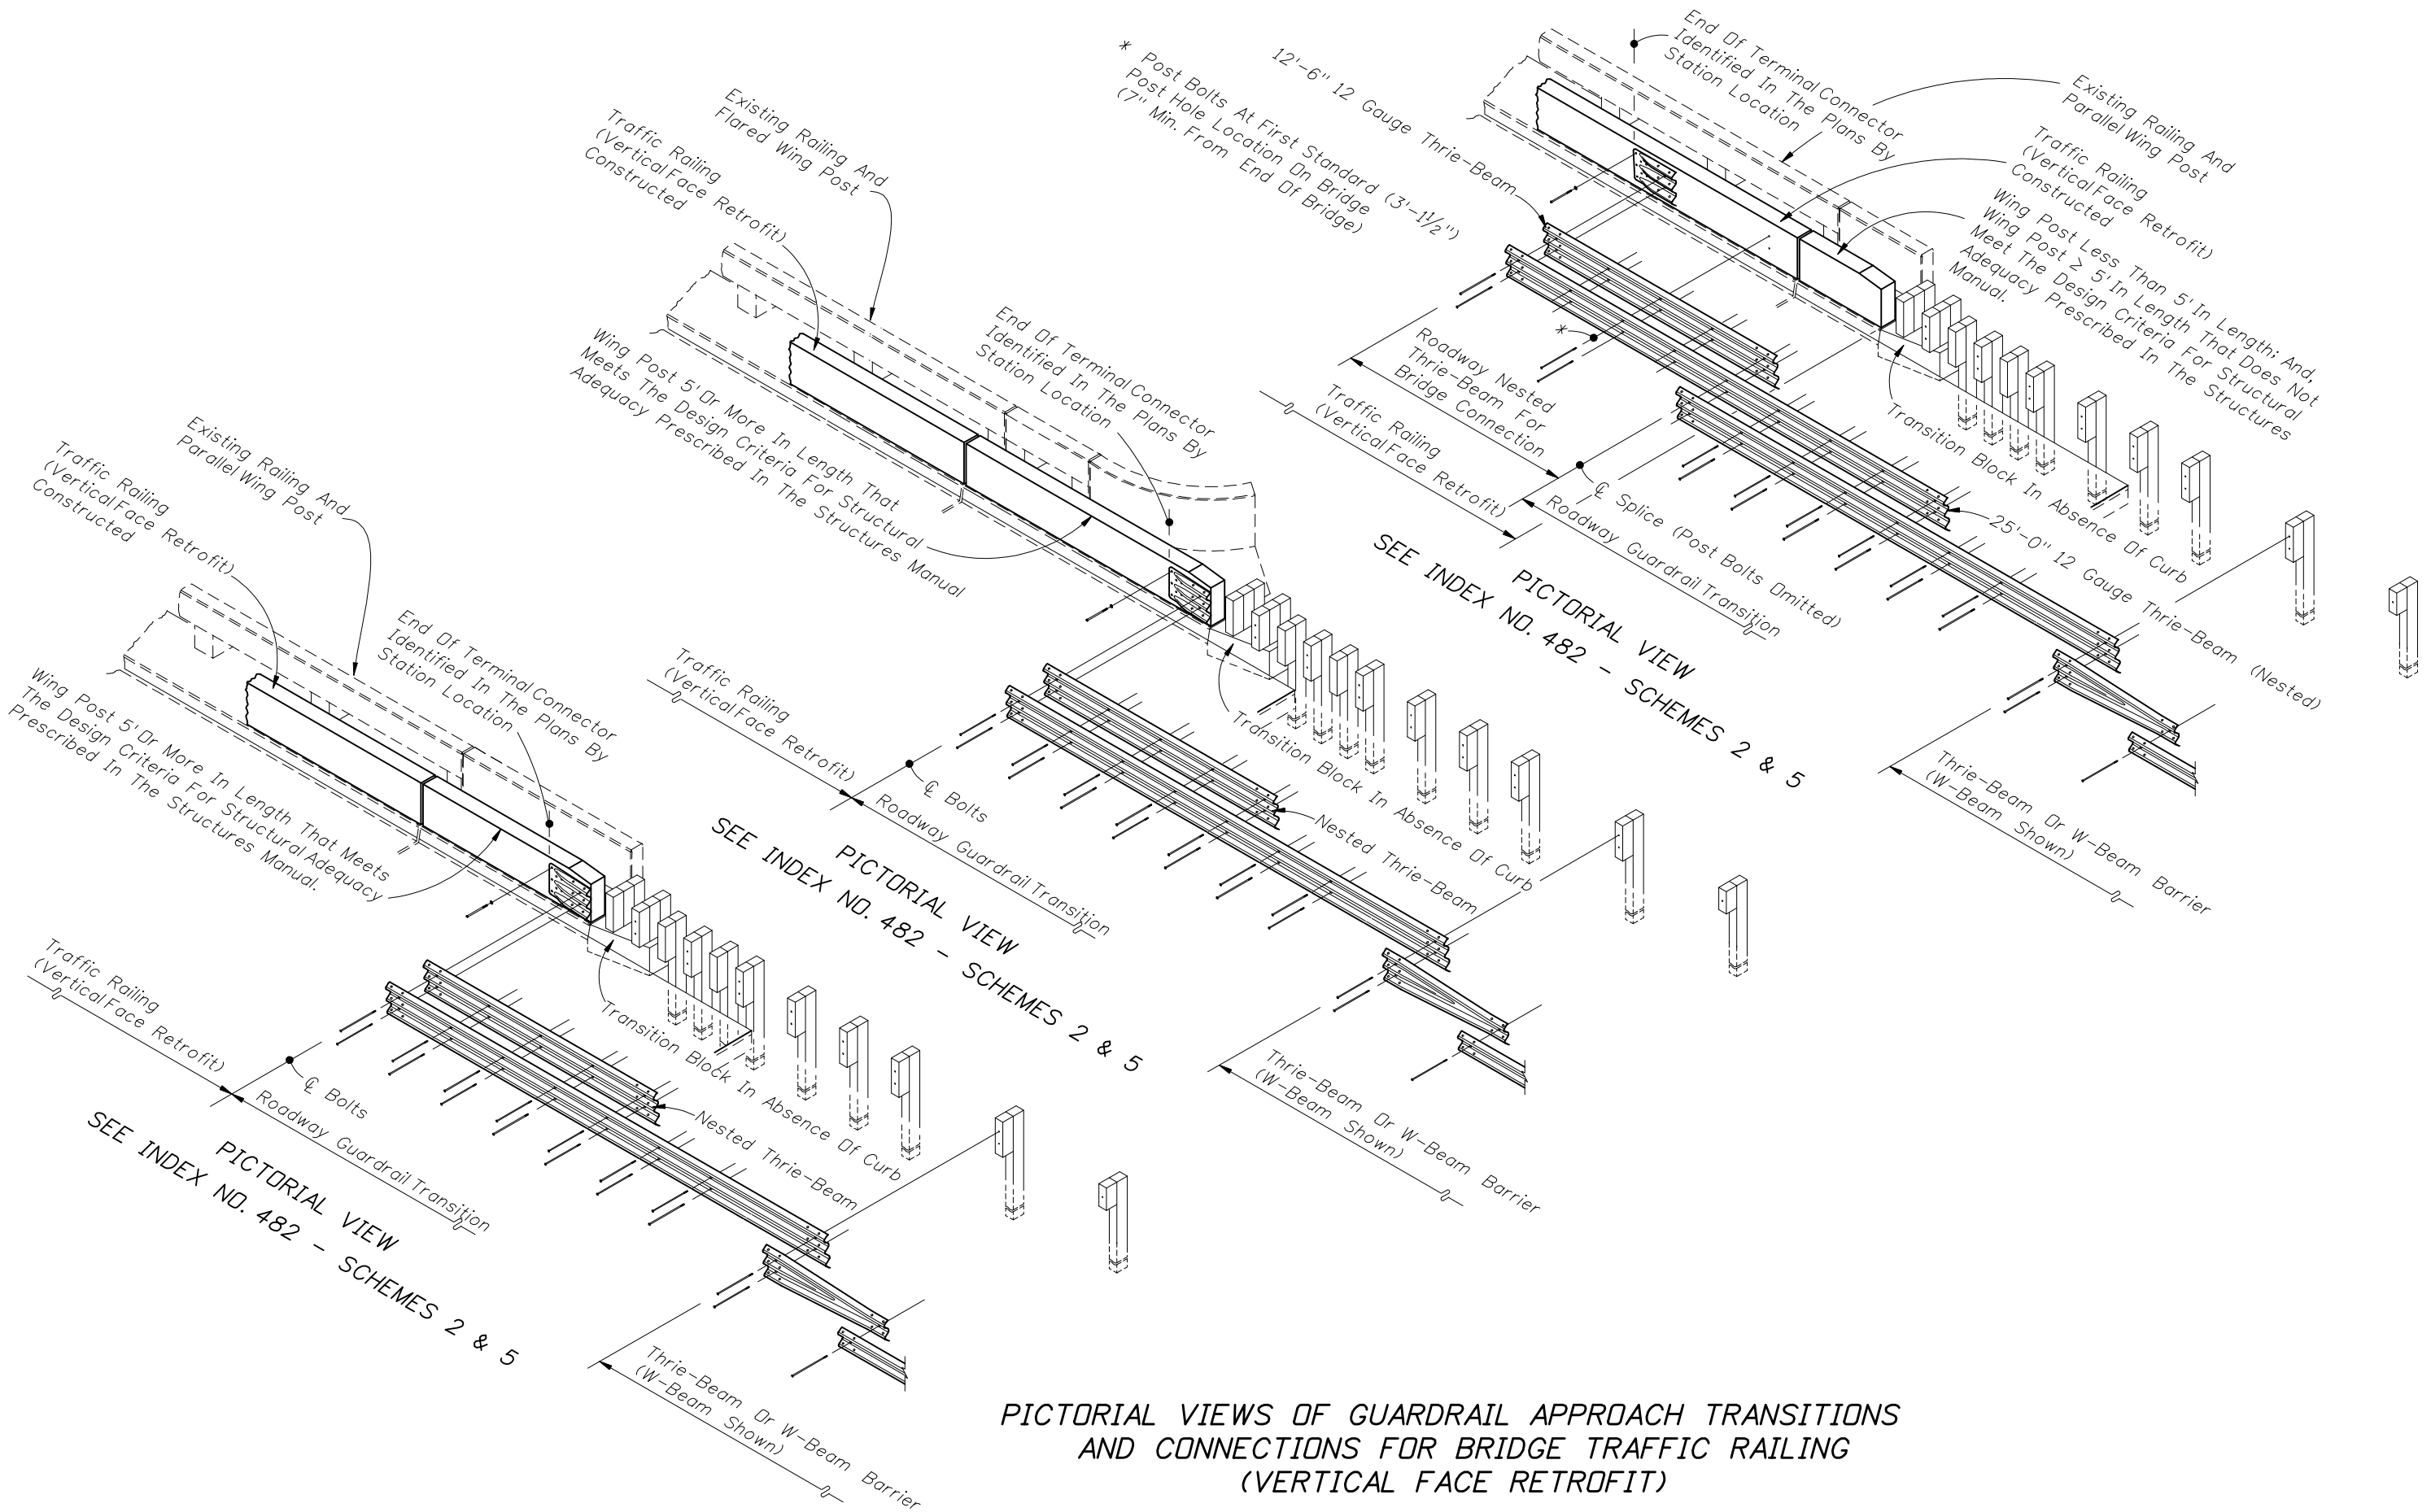 Traffic Railing
(Vertical Face Retrofit)
Constructed
Existing Railing And
Parallel Wing Post
End Of Terminal Connector
Identified In The Plans By
Station Location
Wing Post 5' Or More In Length That Meets
The Design Criteria For Structural Adequacy
Prescribed In The Structures Manual.
Traffic Railing
(Vertical Face Retrofit)
℄ Bolts
Roadway Guardrail Transition
Transition Block In Absence Of Curb
Nested Thrie-Beam
Thrie-Beam Or W-Beam Barrier
(W-Beam Shown)
PICTORIAL VIEW
SEE INDEX NO. 482 - SCHEMES 2 & 5
Traffic Railing
(Vertical Face Retrofit)
Constructed
Existing Railing And
Flared Wing Post
End Of Terminal Connector
Identified In The Plans By
Station Location
Wing Post 5' Or More In Length That
Meets The Design Criteria For Structural
Adequacy Prescribed In The Structures Manual
Traffic Railing
(Vertical Face Retrofit)
℄ Bolts
Roadway Guardrail Transition
Transition Block In Absence Of Curb
Nested Thrie-Beam
Thrie-Beam Or W-Beam Barrier
(W-Beam Shown)
PICTORIAL VIEW
SEE INDEX NO. 482 - SCHEMES 2 & 5
* Post Bolts At First Standard (3'-1½")
Post Hole Location On Bridge
(7" Min. From End Of Bridge)
12'-6" 12 Gauge Thrie-Beam
End Of Terminal Connector
Identified In The Plans By
Station Location
Existing Railing And
Parallel Wing Post
Traffic Railing
(Vertical Face Retrofit)
Constructed
Wing Post Less Than 5' In Length; And,
Wing Post ≥ 5' In Length That Does Not
Meet The Design Criteria For Structural
Adequacy Prescribed In The Structures
Manual.
*
Roadway Nested
Thrie-Beam For
Bridge Connection
Traffic Railing
(Vertical Face Retrofit)
℄ Splice (Post Bolts Omitted)
Roadway Guardrail Transition
Transition Block In Absence Of Curb
25'-0" 12 Gauge Thrie-Beam (Nested)
Thrie-Beam Or W-Beam Barrier
(W-Beam Shown)
PICTORIAL VIEW
SEE INDEX NO. 482 - SCHEMES 2 & 5
PICTORIAL VIEWS OF GUARDRAIL APPROACH TRANSITIONS
AND CONNECTIONS FOR BRIDGE TRAFFIC RAILING
(VERTICAL FACE RETROFIT)